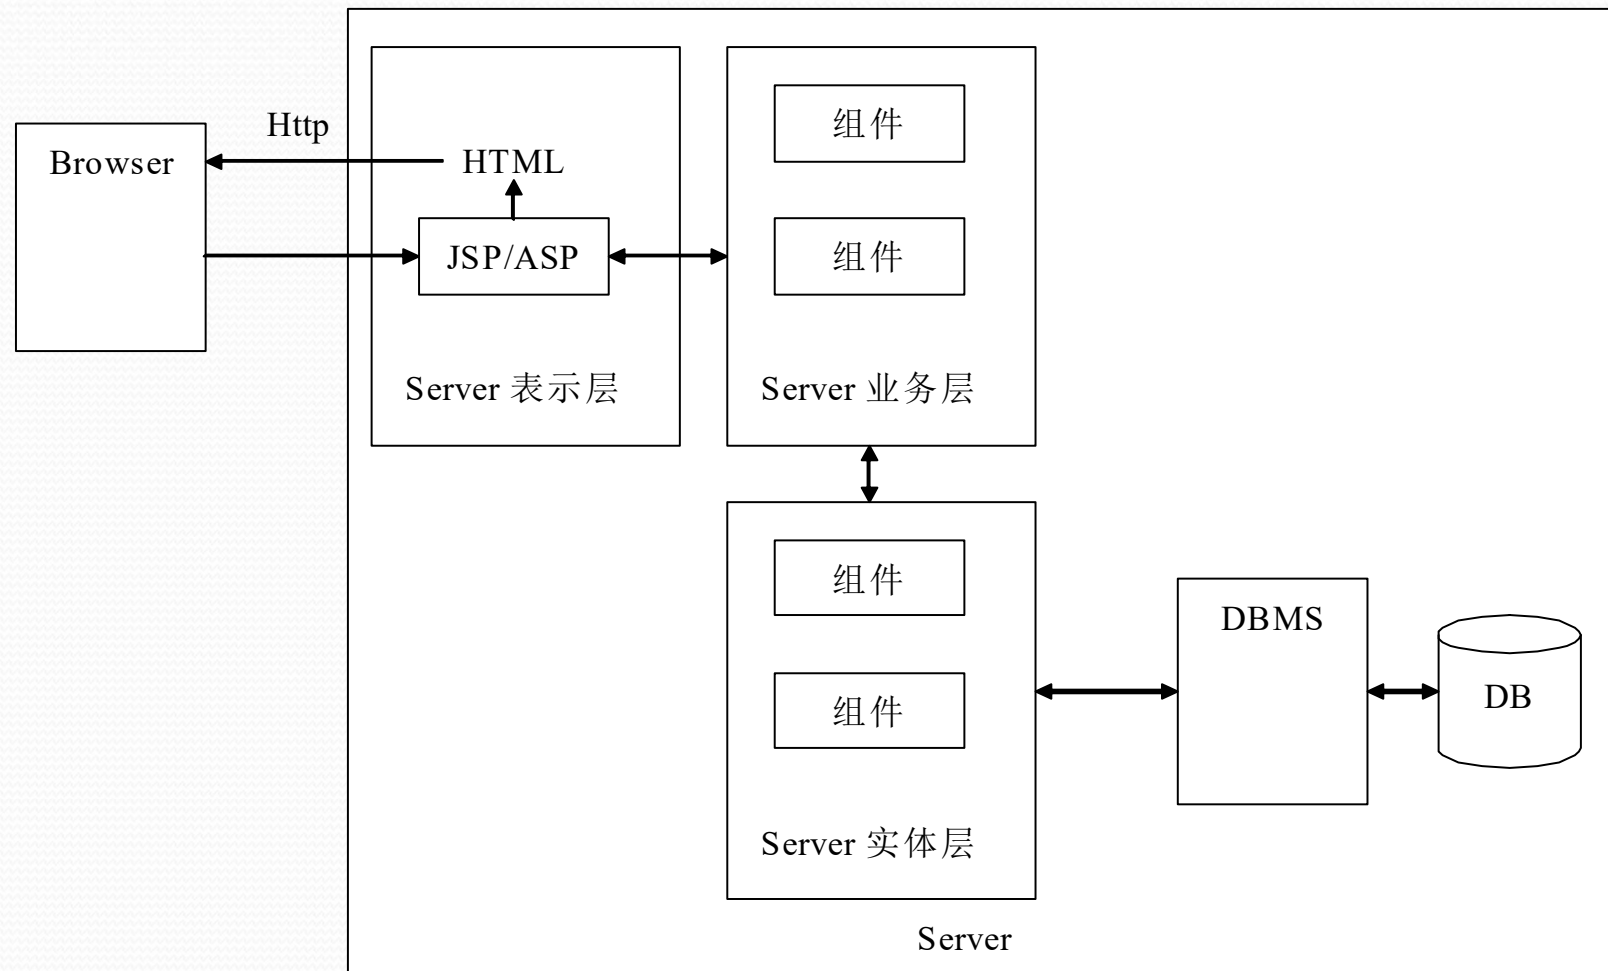 Http
Browser
HTML
JSP/ASP
Server 表示层
组件
组件
Server 业务层
组件
组件
Server 实体层
DBMS
DB
Server